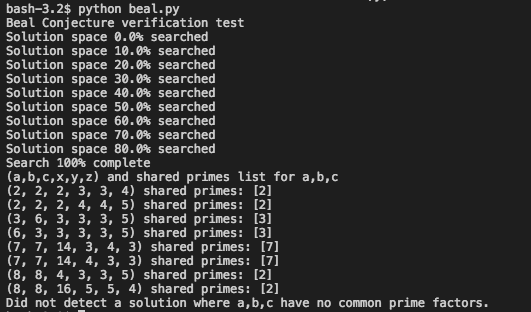 bash-3.2$ python beal.py
Beal Conjecture verification test
Solution space 0.0% searched
Solution space 10.0% searched
Solution space 20.0% searched
Solution space 30.0% searched
Solution space 40.0% searched
Solution space 50.0% searched
Solution space 60.0% searched
Solution space 70.0% searched
Solution space 80.0% searched
Search 100% complete
(a,b,c,x,y,z) and shared primes list for a,b,c
(2, 2, 2, 3, 3, 4) shared primes: [2]
(2, 2, 2, 4, 4, 5) shared primes: [2]
(3, 6, 3, 3, 3, 5) shared primes: [3]
(6, 3, 3, 3, 3, 5) shared primes: [3]
(7, 7, 14, 3, 4, 3) shared primes: [7]
(7, 7, 14, 4, 3, 3) shared primes: [7]
(8, 8, 4, 3, 3, 5) shared primes: [2]
(8, 8, 16, 5, 5, 4) shared primes: [2]
Did not detect a solution where a,b,c have no common prime factors.